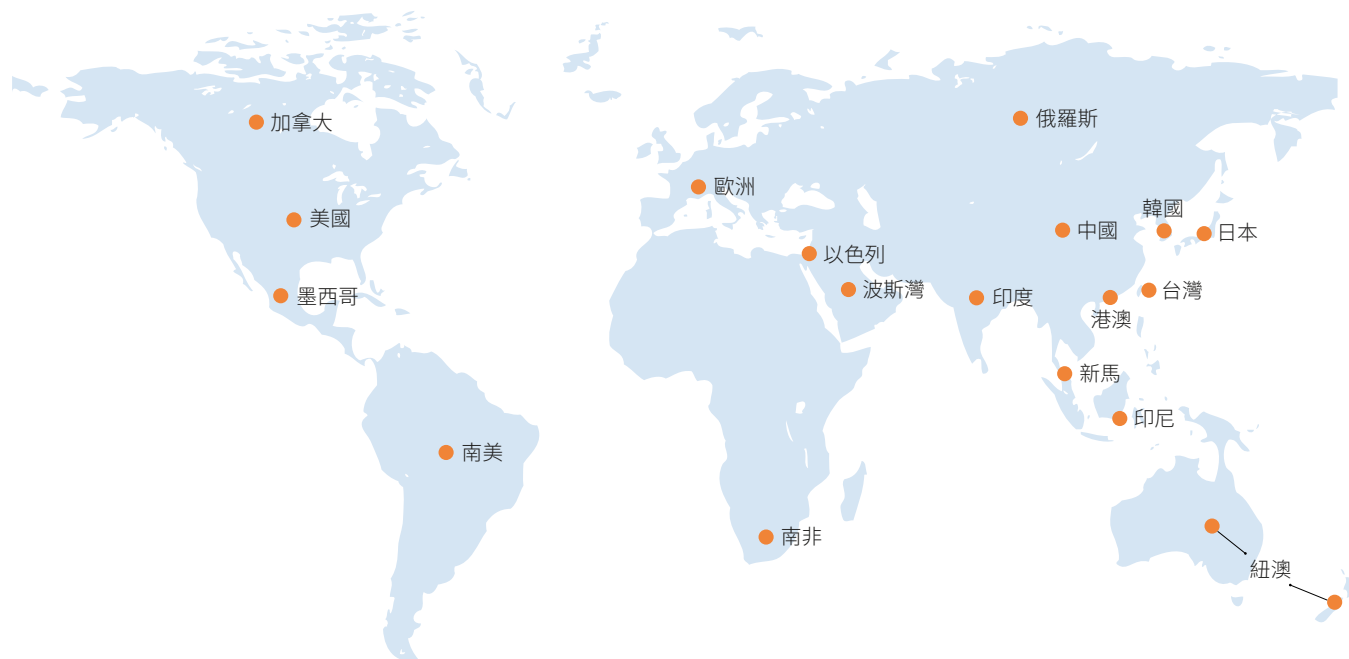 加拿大
俄羅斯
歐洲
美國
韓國
中國
日本
以色列
墨西哥
波斯灣
印度
台灣
港澳
新馬
印尼
南美
南非
紐澳